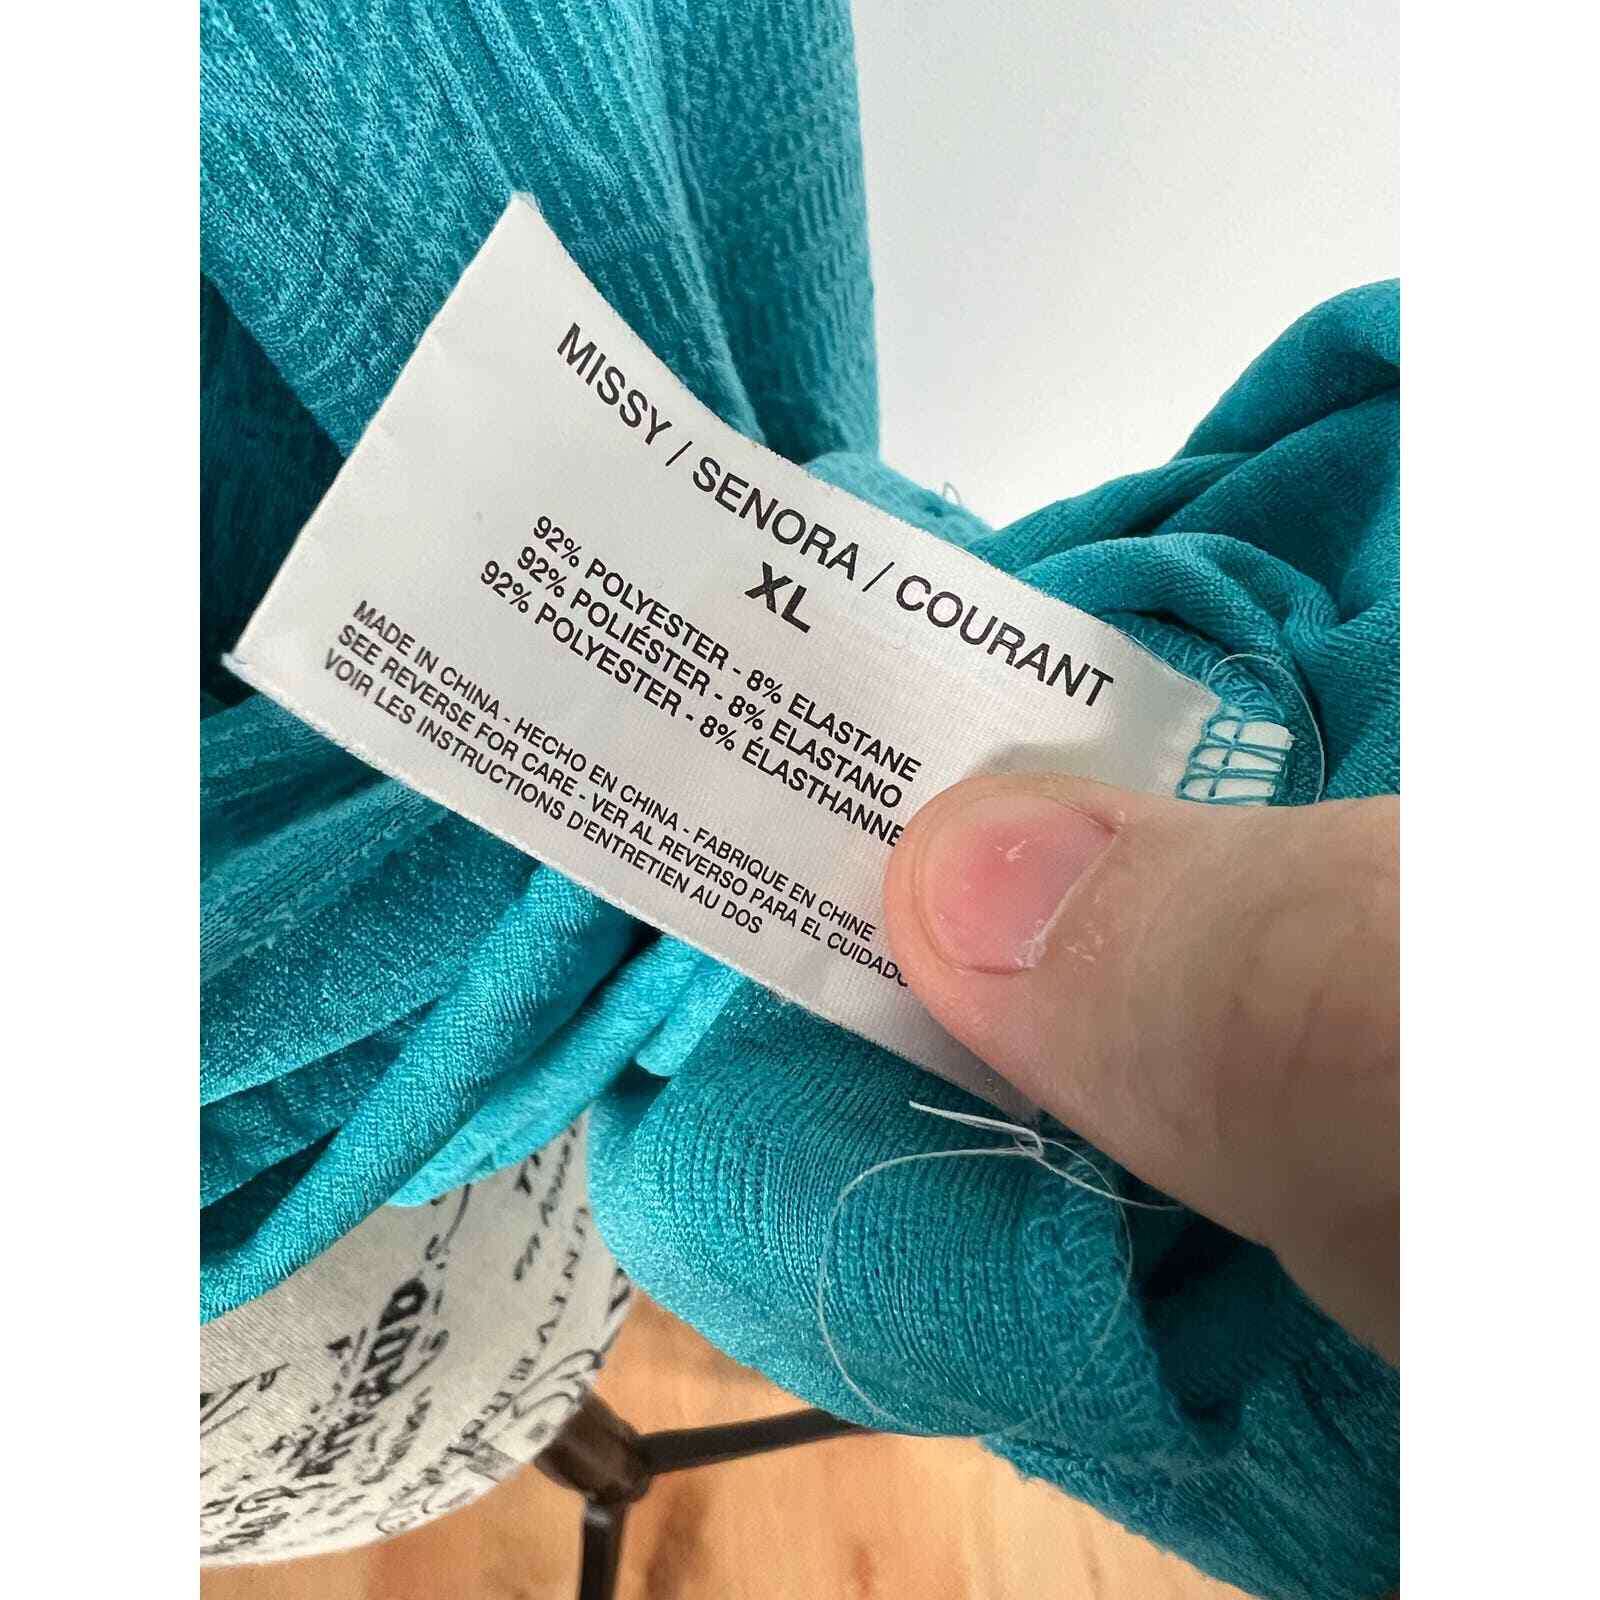 MISSY / SENORA / COURANT
XL
92% POLYESTER - 8% ELASTANE
92% POLIÉSTER - 8% ELASTANO
92% POLYESTER - 8% ÉLASTHANNE
MADE IN CHINA - HECHO EN CHINA - FABRIQUE EN CHINE
SEE REVERSE FOR CARE - VER AL REVERSO PARA EL CUIDADO
VOIR LES INSTRUCTIONS D'ENTRETIEN AU DOS